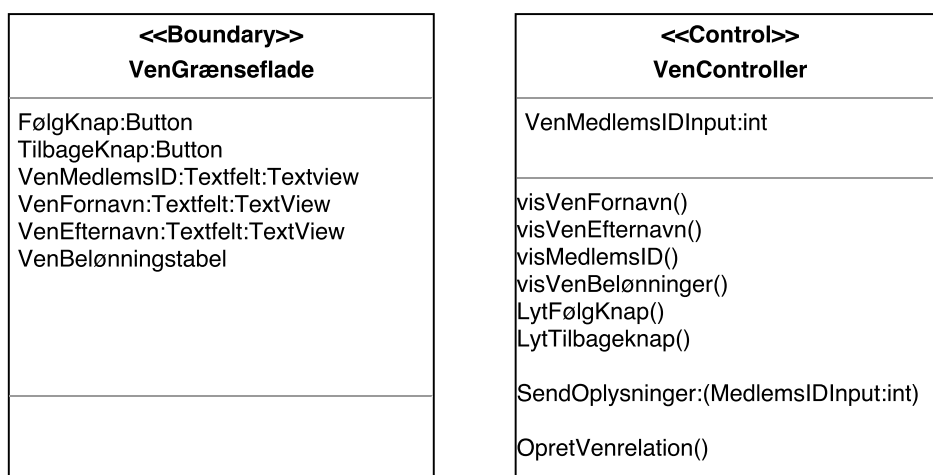 <<Boundary>>
VenGrænseflade
FølgKnap:Button
TilbageKnap:Button
VenMedlemsID:Textfelt:Textview
VenFornavn:Textfelt:TextView
VenEfternavn:Textfelt:TextView
VenBelønningstabel
<<Control>>
VenController
VenMedlemsIDInput:int
visVenFornavn()
visVenEfternavn()
visMedlemsID()
visVenBelønninger()
LytFølgKnap()
LytTilbageknap()
SendOplysninger:(MedlemsIDInput:int)
OpretVenrelation()